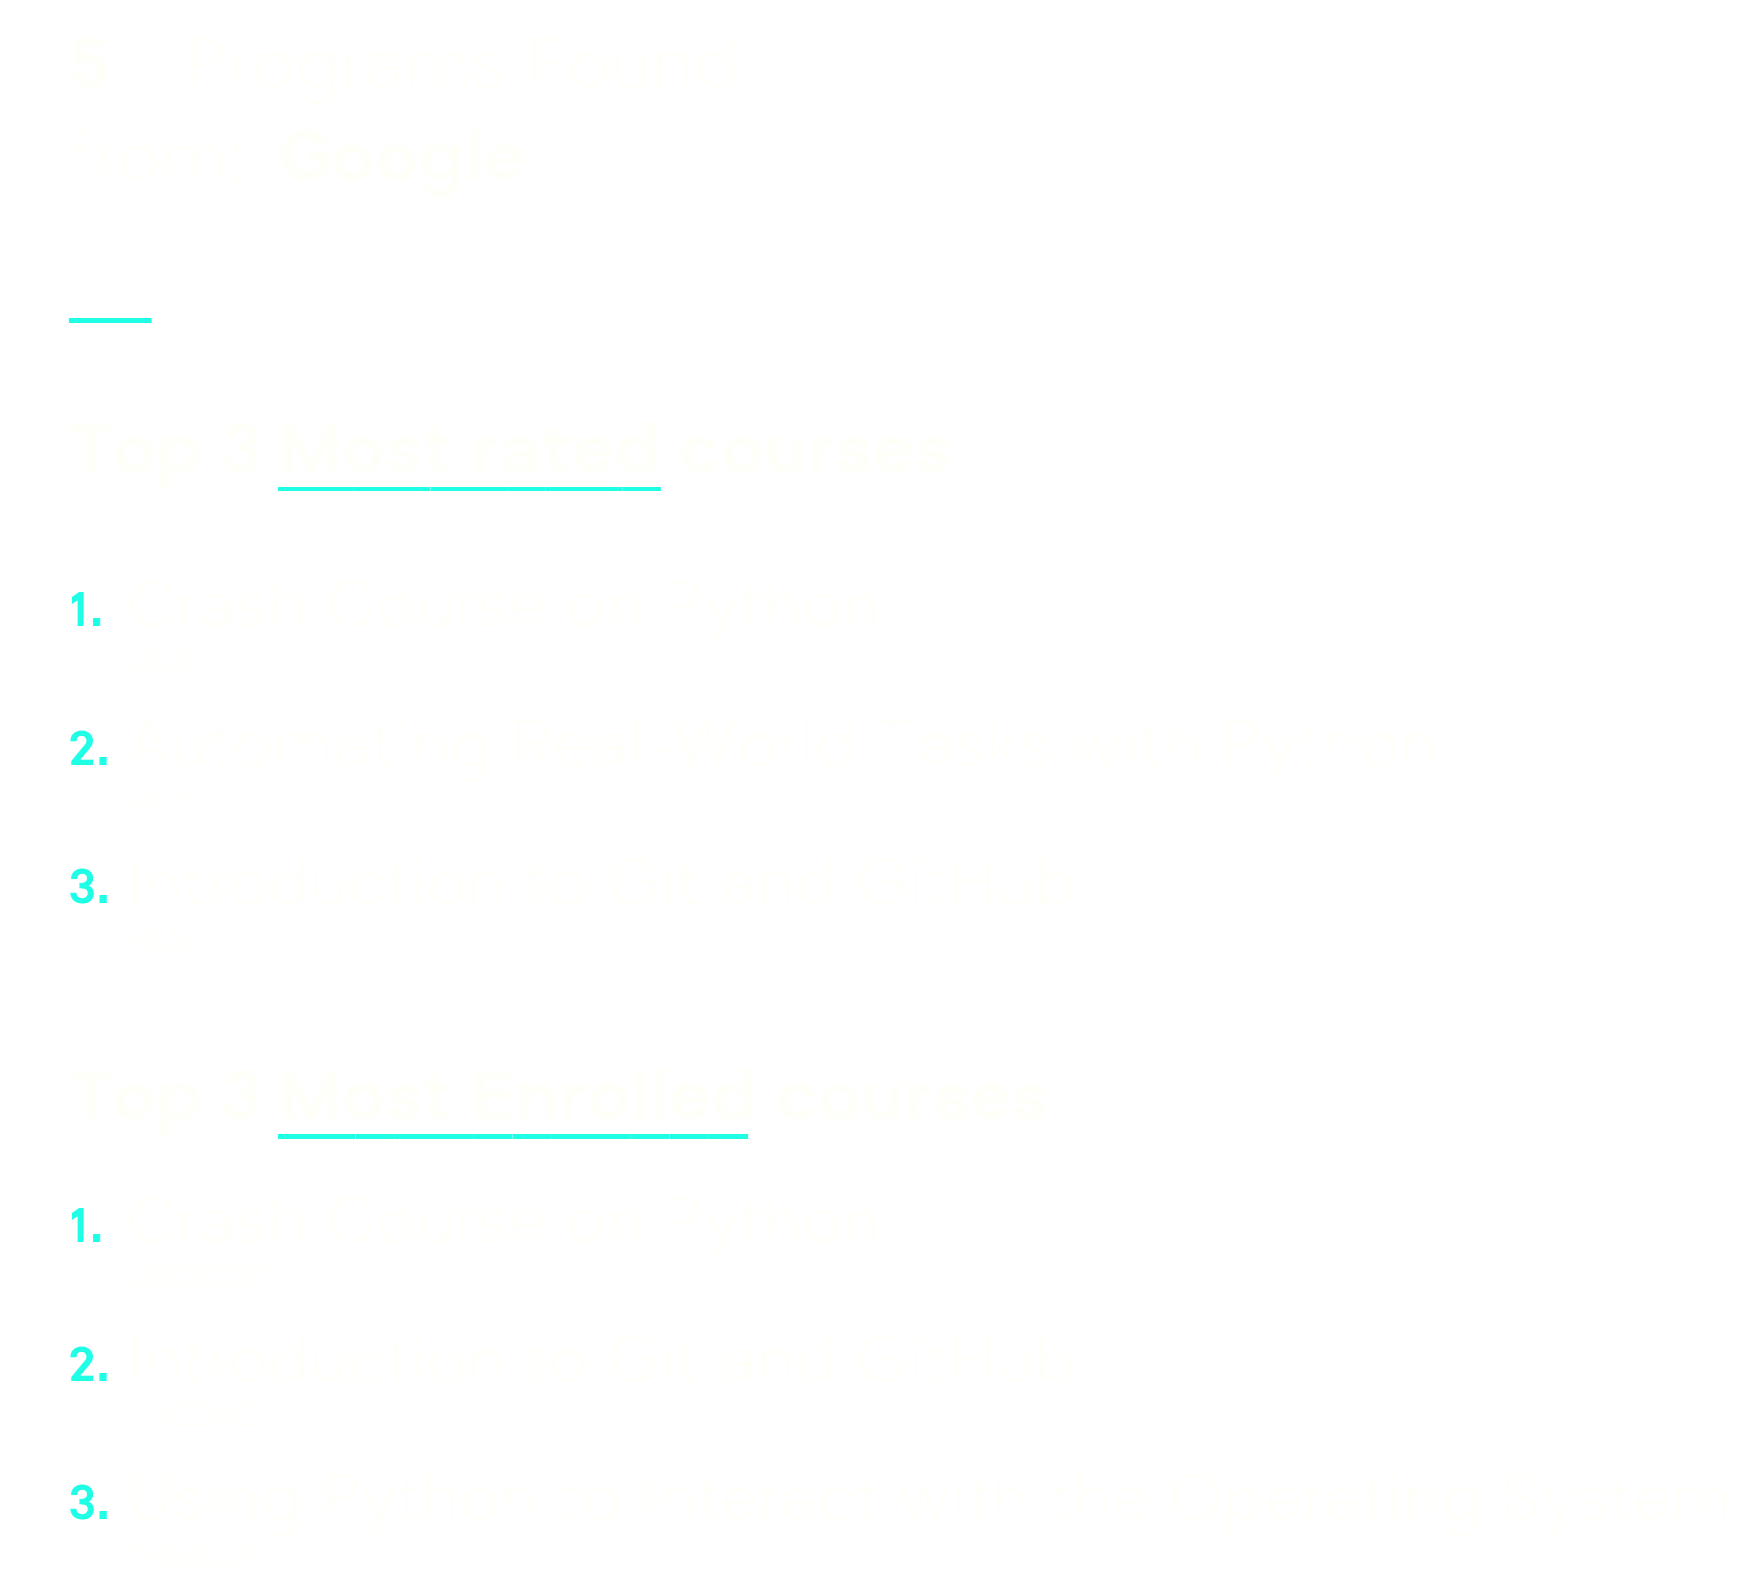 5 Programs Found
from Google
Top 3 Most rated courses
1. Crash Course on Python
2. Automating Real-World Tasks with Python
3. Introduction to Git and GitHub
Top 3 Most Enrolled courses
1. Crash Course on Python
2. Introduction to Git and GitHub
3. Using Python to Interact with the Operating System